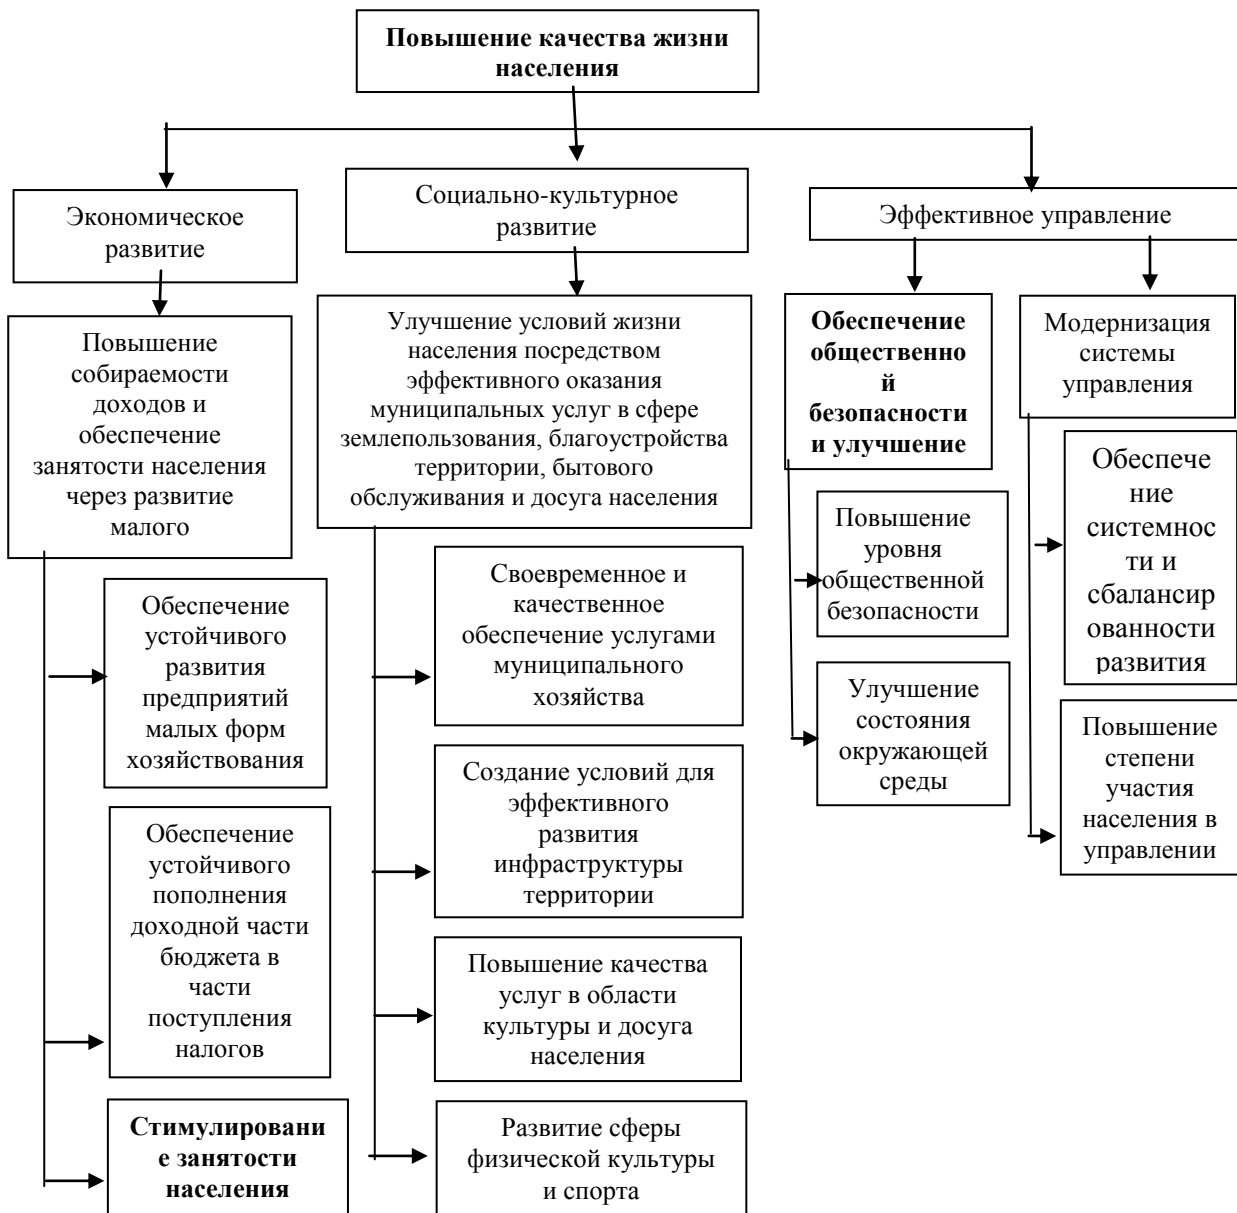 Повышение качества жизни
населения
Экономическое
развитие
Социально-культурное
развитие
Эффективное управление
Повышение
собираемости
доходов и
обеспечение
занятости населения
через развитие
малого
Улучшение условий жизни
населения посредством
эффективного оказания
муниципальных услуг в сфере
землепользования, благоустройства
территории, бытового
обслуживания и досуга населения
Обеспечение
общественно
й
безопасности
и улучшение
Модернизация
системы
управления
Обеспечение
устойчивого
развития
предприятий
малых форм
хозяйствования
Обеспечение
устойчивого
пополнения
доходной части
бюджета в
части
поступления
налогов
Стимулировани
е занятости
населения
Своевременное и
качественное
обеспечение услугами
муниципального
хозяйства
Создание условий для
эффективного
развития
инфраструктуры
территории
Повышение качества
услуг в области
культуры и досуга
населения
Развитие сферы
физической культуры
и спорта
Повышение
уровня
общественной
безопасности
Улучшение
состояния
окружающей
среды
Обеспече
ние
системнос
ти и
сбалансир
ованности
развития
Повышение
степени
участия
населения в
управлении